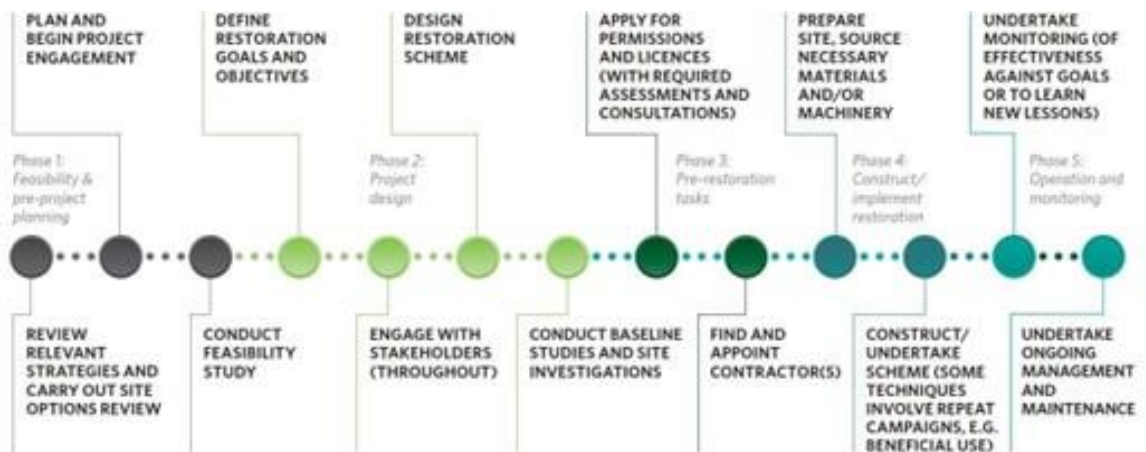 PLAN AND
BEGIN PROJECT
ENGAGEMENT
DEFINE
RESTORATION
GOALS AND
OBJECTIVES
DESIGN
RESTORATION
SCHEME
APPLY FOR
PERMISSIONS
AND LICENCES
(WITH REQUIRED
ASSESSMENTS AND
CONSULTATIONS)
PREPARE
SITE, SOURCE
NECESSARY
MATERIALS
AND/OR
MACHINERY
UNDERTAKE
MONITORING (OF
EFFECTIVENESS
AGAINST GOALS
OR TO LEARN
NEW LESSONS)
Phase 1:
Feasibility &
pre-project
planning
Phase 2:
Project
design
Phase 3:
Pre-restoration
tasks
Phase 4:
Construct/
implement
restoration
Phase 5:
Operation and
monitoring
REVIEW
RELEVANT
STRATEGIES AND
CARRY OUT SITE
OPTIONS REVIEW
CONDUCT
FEASIBILITY
STUDY
ENGAGE WITH
STAKEHOLDERS
(THROUGHOUT)
CONDUCT BASELINE
STUDIES AND SITE
INVESTIGATIONS
FIND AND
APPOINT
CONTRACTOR(S)
CONSTRUCT/
UNDERTAKE
SCHEME (SOME
TECHNIQUES
INVOLVE REPEAT
CAMPAIGNS, E.G.
BENEFICIAL USE)
UNDERTAKE
ONGOING
MANAGEMENT
AND
MAINTENANCE